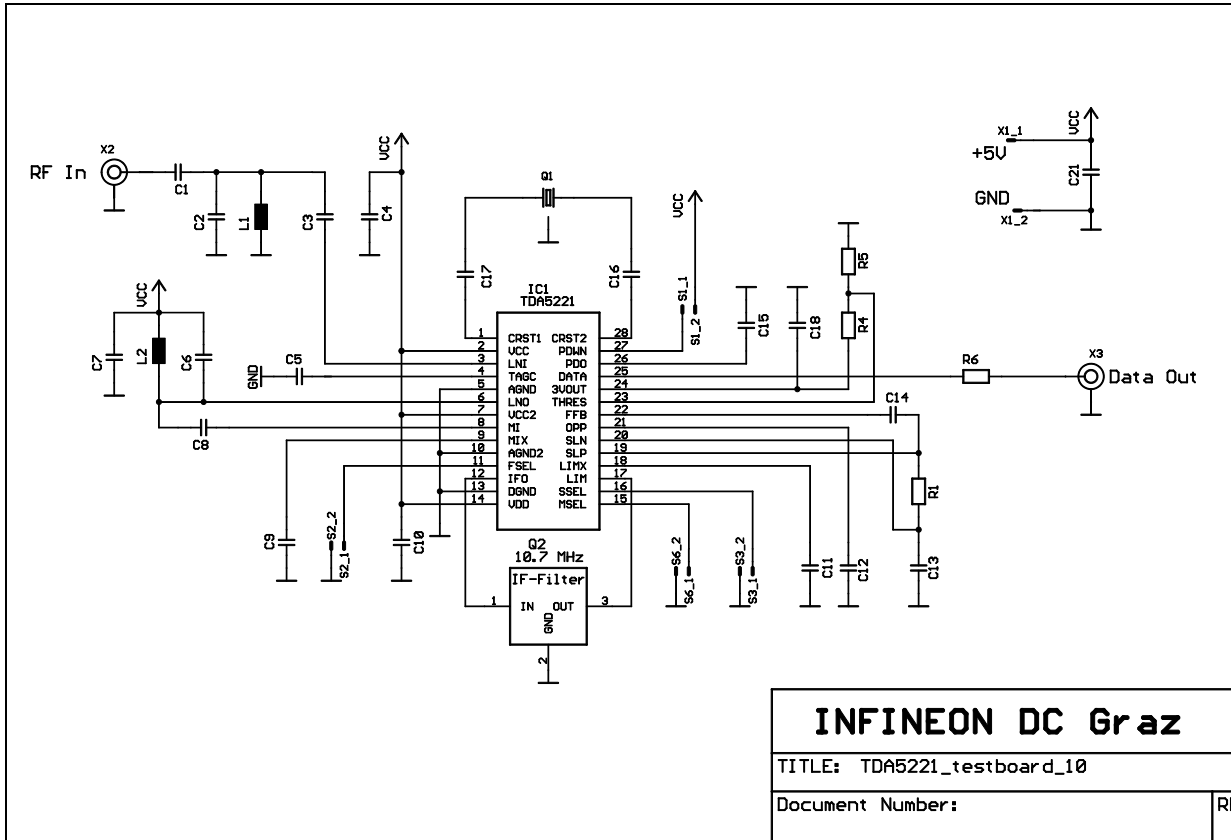 RF In
X2
C1
C2
L1
C3
VCC
C4
Q1
C17
C16
VCC
S1_1
S1_2
C15
C18
R5
R4
X1_1
+5V
VCC
C21
GND
X1_2
IC1
TDA5221
VCC
C7
L2
C6
GND
C5
C8
1 CRST1 CRST2 28
2 VCC PDWN 27
3 LNI PDO 26
4 TAGC DATA 25
5 AGND 3VOUT 24
6 LNO THRES 23
7 VCC2 FFB 22
8 MI OPP 21
9 MIX SLN 20
10 AGND2 SLP 19
11 FSEL LIMX 18
12 IFO LIM 17
13 DGND SSEL 16
14 VDD MSEL 15
R6
X3
Data Out
C14
R1
C9
S2_2
S2_1
C10
Q2
10.7 MHz
IF-Filter
1 IN OUT 3
GND
2
S6_2
S6_1
S3_2
S3_1
C11
C12
C13
INFINEON DC Graz
TITLE: TDA5221_testboard_10
Document Number: